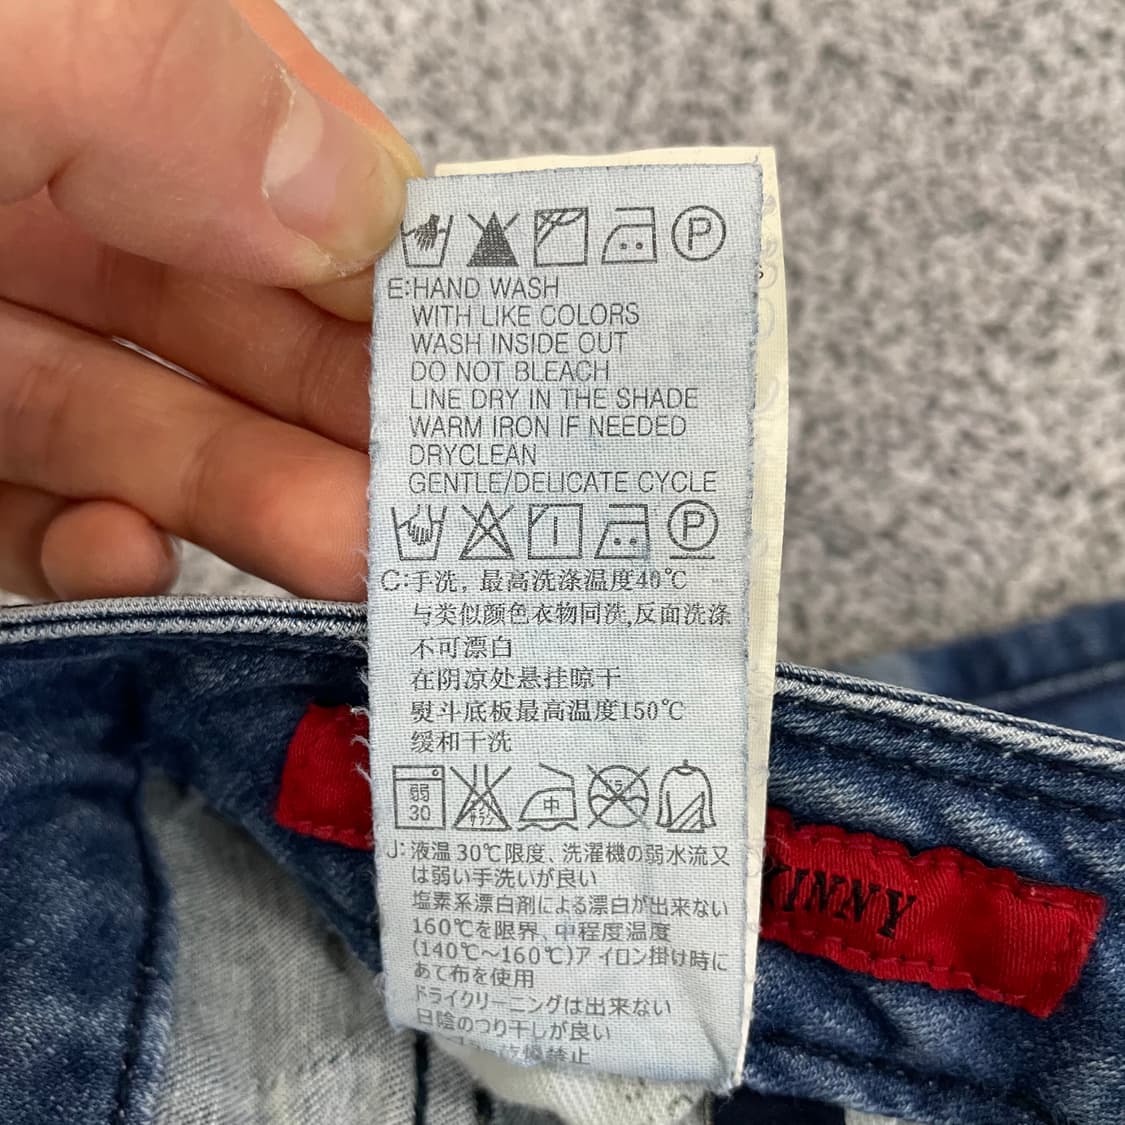 P
E:HAND WASH
WITH LIKE COLORS
WASH INSIDE OUT
DO NOT BLEACH
LINE DRY IN THE SHADE
WARM IRON IF NEEDED
DRYCLEAN
GENTLE/DELICATE CYCLE
P
C:手洗，最高洗涤温度40℃
与类似颜色衣物同洗,反面洗涤
不可漂白
在阴凉处悬挂晾干
熨斗底板最高温度150℃
缓和干洗
弱
30
中
J:液温30℃限度、洗濯機の弱水流又
は弱い手洗いが良い
塩素系漂白剤による漂白が出来ない
160℃を限界、中程度温度
(140℃～160℃)アイロン掛け時に
あて布を使用
ドライクリーニングは出来ない
日陰のつり干しが良い
乾燥禁止
INNY